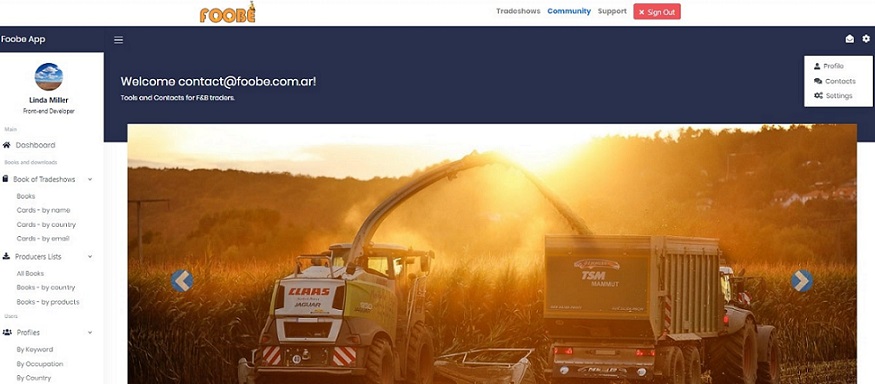 FOOBÉ
Tradeshows Community Support × Sign Out
Foobe App
Profile
Contacts
Settings
Welcome contact@foobe.com.ar!
Tools and Contacts for F&B traders.
Linda Miller
Front-end Developer
Main
Dashboard
Books and downloads
Book of Tradeshows
Books
Cards - by name
Cards - by country
Cards - by email
Producers Lists
All Books
Books - by country
Books - by products
Users
Profiles
By Keyword
By Occupation
By Country
CLAAS
JAGUAR
TSM
MAMMUT